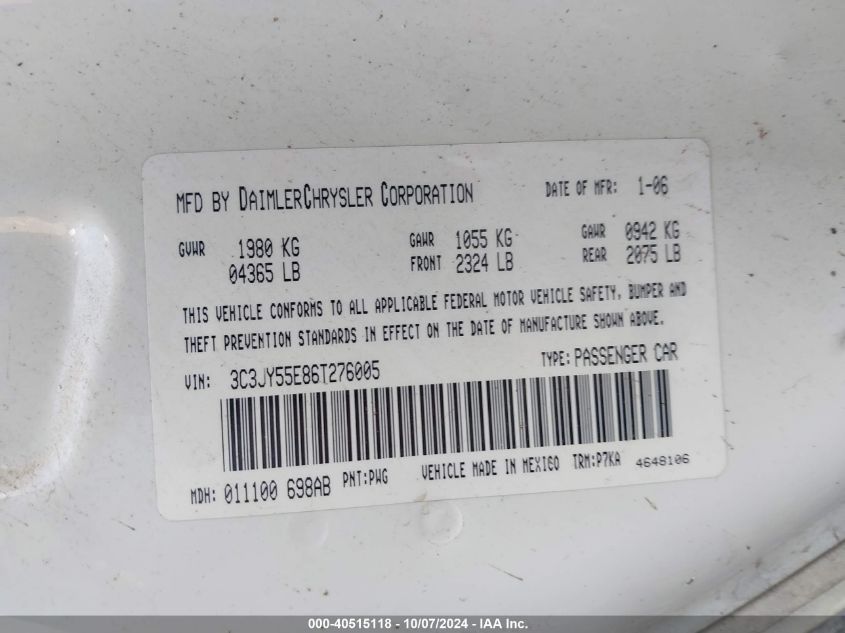 MFD BY DAIMLERCHRYSLER CORPORATION DATE OF MFR: 1-06
GVWR 1980 KG GAWR 1055 KG GAWR 0942 KG
04365 LB FRONT 2324 LB REAR 2075 LB
THIS VEHICLE CONFORMS TO ALL APPLICABLE FEDERAL MOTOR VEHICLE SAFETY, BUMPER AND
THEFT PREVENTION STANDARDS IN EFFECT ON THE DATE OF MANUFACTURE SHOWN ABOVE.
VIN: 3C3JY55E86T276005 TYPE: PASSENGER CAR
MDH: 011100 698AB PNT:PWG VEHICLE MADE IN MEXICO TRM:P7KA 4648106
000-40515118 - 10/07/2024 - IAA Inc.